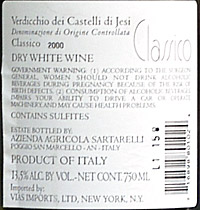 Verdicchio dei Castelli di Jesi
Denominazione di Origine Controllata
Classico 2000
Classico
DRY WHITE WINE
GOVERNMENT WARNING: (1) ACCORDING TO THE SURGEON
GENERAL, WOMEN SHOULD NOT DRINK ALCOHOLIC
BEVERAGES DURING PREGNANCY BECAUSE OF THE RISK OF
BIRTH DEFECTS. (2) CONSUMPTION OF ALCOHOLIC BEVERAGES
IMPAIRS YOUR ABILITY TO DRIVE A CAR OR OPERATE
MACHINERY AND MAY CAUSE HEALTH PROBLEMS.
CONTAINS SULFITES
ESTATE BOTTLED BY:
AZIENDA AGRICOLA SARTARELLI
POGGIO SAN MARCELLO - AN - ITALY
PRODUCT OF ITALY
13,5% ALC BY VOL. - NET CONT. 750 ML
Imported by:
VIAS IMPORTS, LTD, NEW YORK, N.Y.